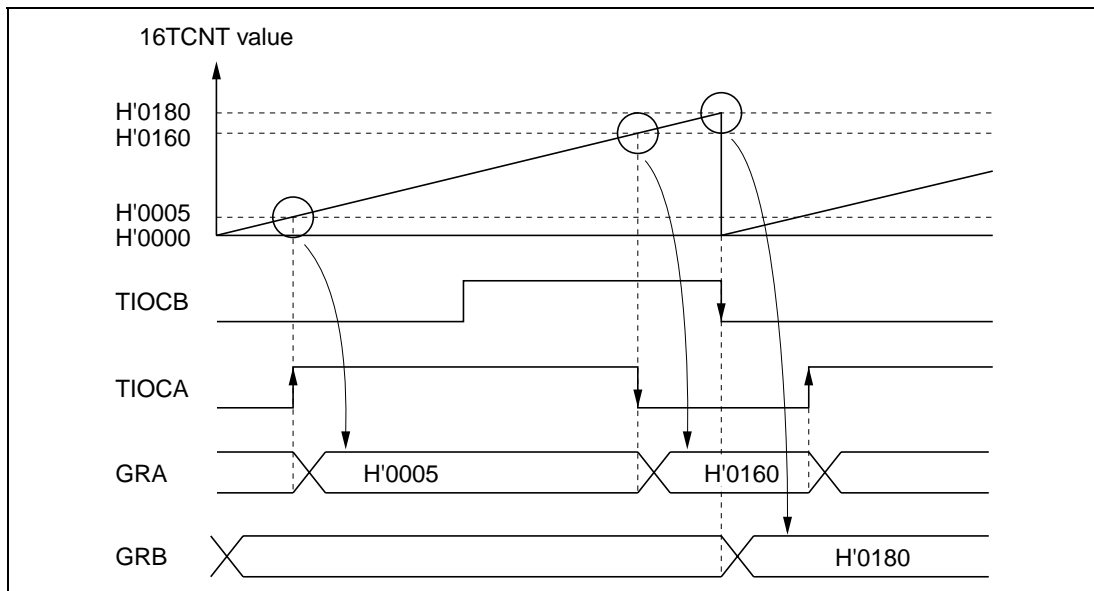 16TCNT value
H'0180
H'0160
H'0005
H'0000
TIOCB
TIOCA
GRA
H'0005
H'0160
GRB
H'0180